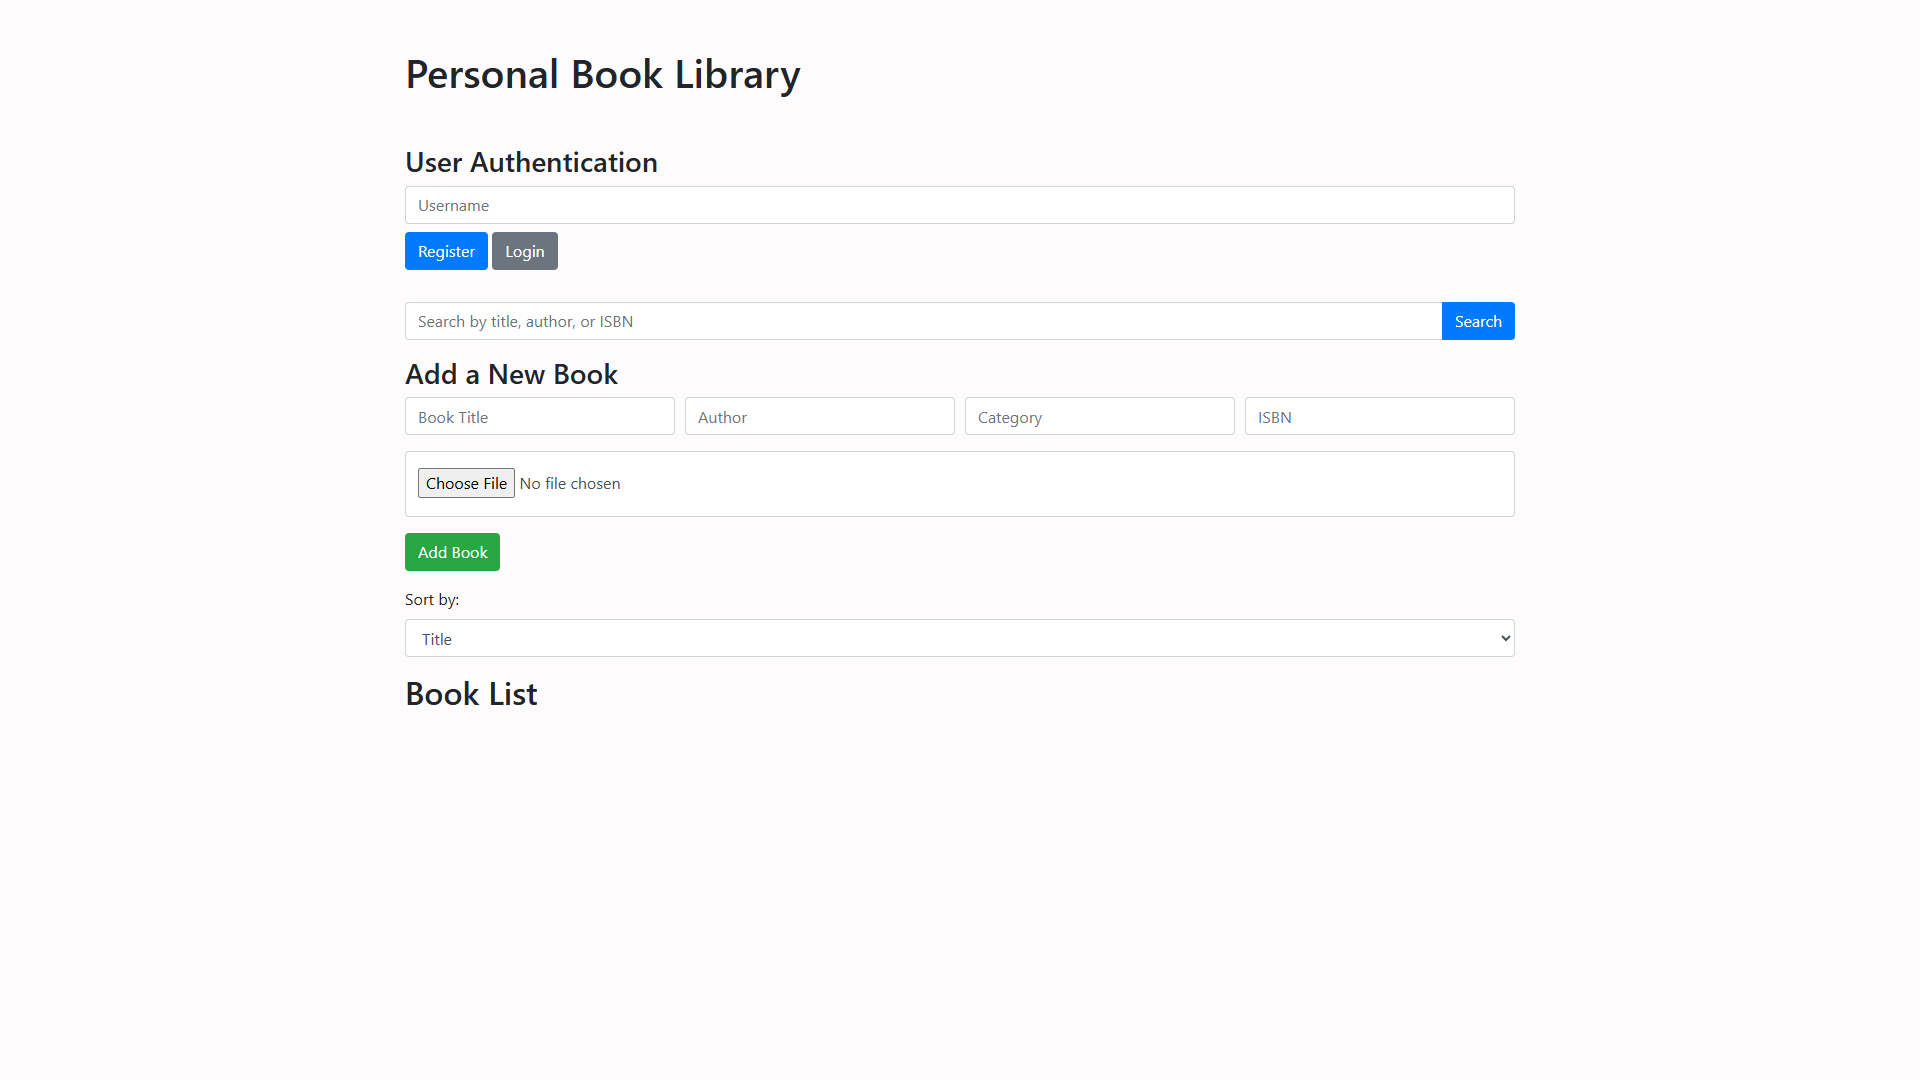 Personal Book Library
User Authentication
Username
Register Login
Search by title, author, or ISBN Search
Add a New Book
Book Title Author Category ISBN
Choose File No file chosen
Add Book
Sort by:
Title
Book List